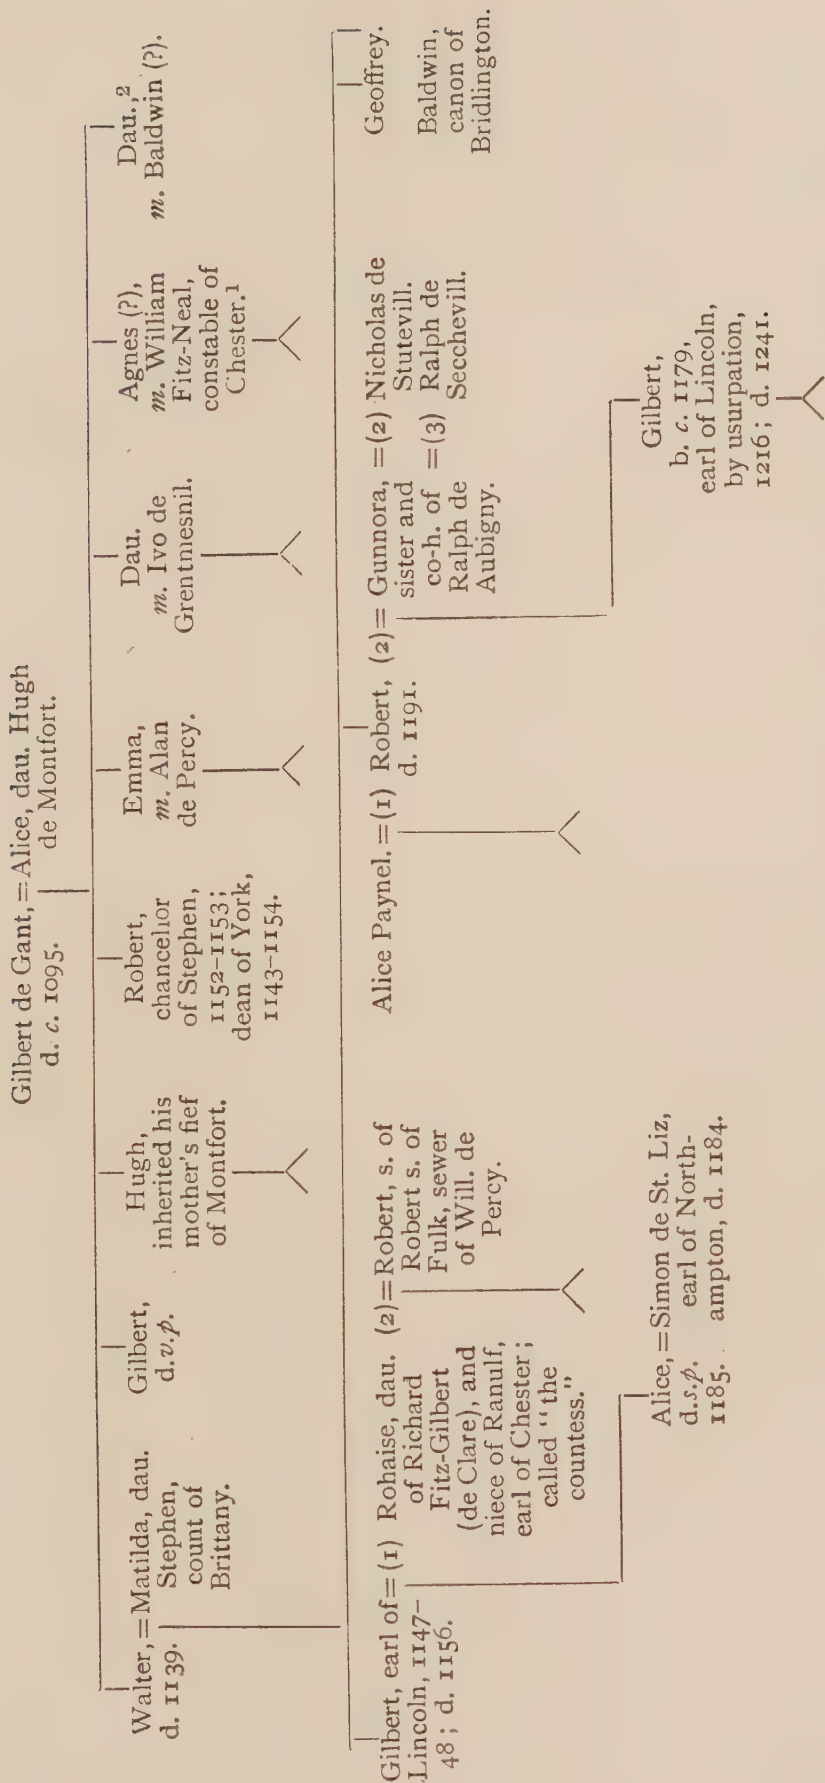 Gilbert de Gant, = Alice, dau. Hugh
d. c. 1095. de Montfort.
Walter, = Matilda, dau.
d. 1139. Stephen,
count of
Brittany.
Gilbert,
d.v.p.
Hugh,
inherited his
mother's fief
of Montfort.
Robert,
chancellor
of Stephen,
1152–1153;
dean of York,
1143–1154.
Emma,
m. Alan
de Percy.
Dau.
m. Ivo de
Grentmesnil.
Agnes (?),
m. William
Fitz-Neal,
constable of
Chester.1
Dau.,2
m. Baldwin (?).
Gilbert, earl of = (1) Rohaise, dau. (2) = Robert, s. of
Lincoln, 1147– of Richard Robert s. of
48; d. 1156. Fitz-Gilbert Fulk, sewer
(de Clare), and of Will. de
niece of Ranulf, Percy.
earl of Chester;
called "the
countess."
Alice Paynel. = (1) Robert, (2) = Gunnora, = (2) Nicholas de
d. 1191. sister and Stutevill.
co-h. of = (3) Ralph de
Ralph de Seccheville.
Aubigny.
Geoffrey.
Baldwin,
canon of
Bridlington.
Alice, = Simon de St. Liz,
d.s.p. earl of North-
1185. ampton, d. 1184.
Gilbert,
b. c. 1179,
earl of Lincoln,
by usurpation,
1216; d. 1241.